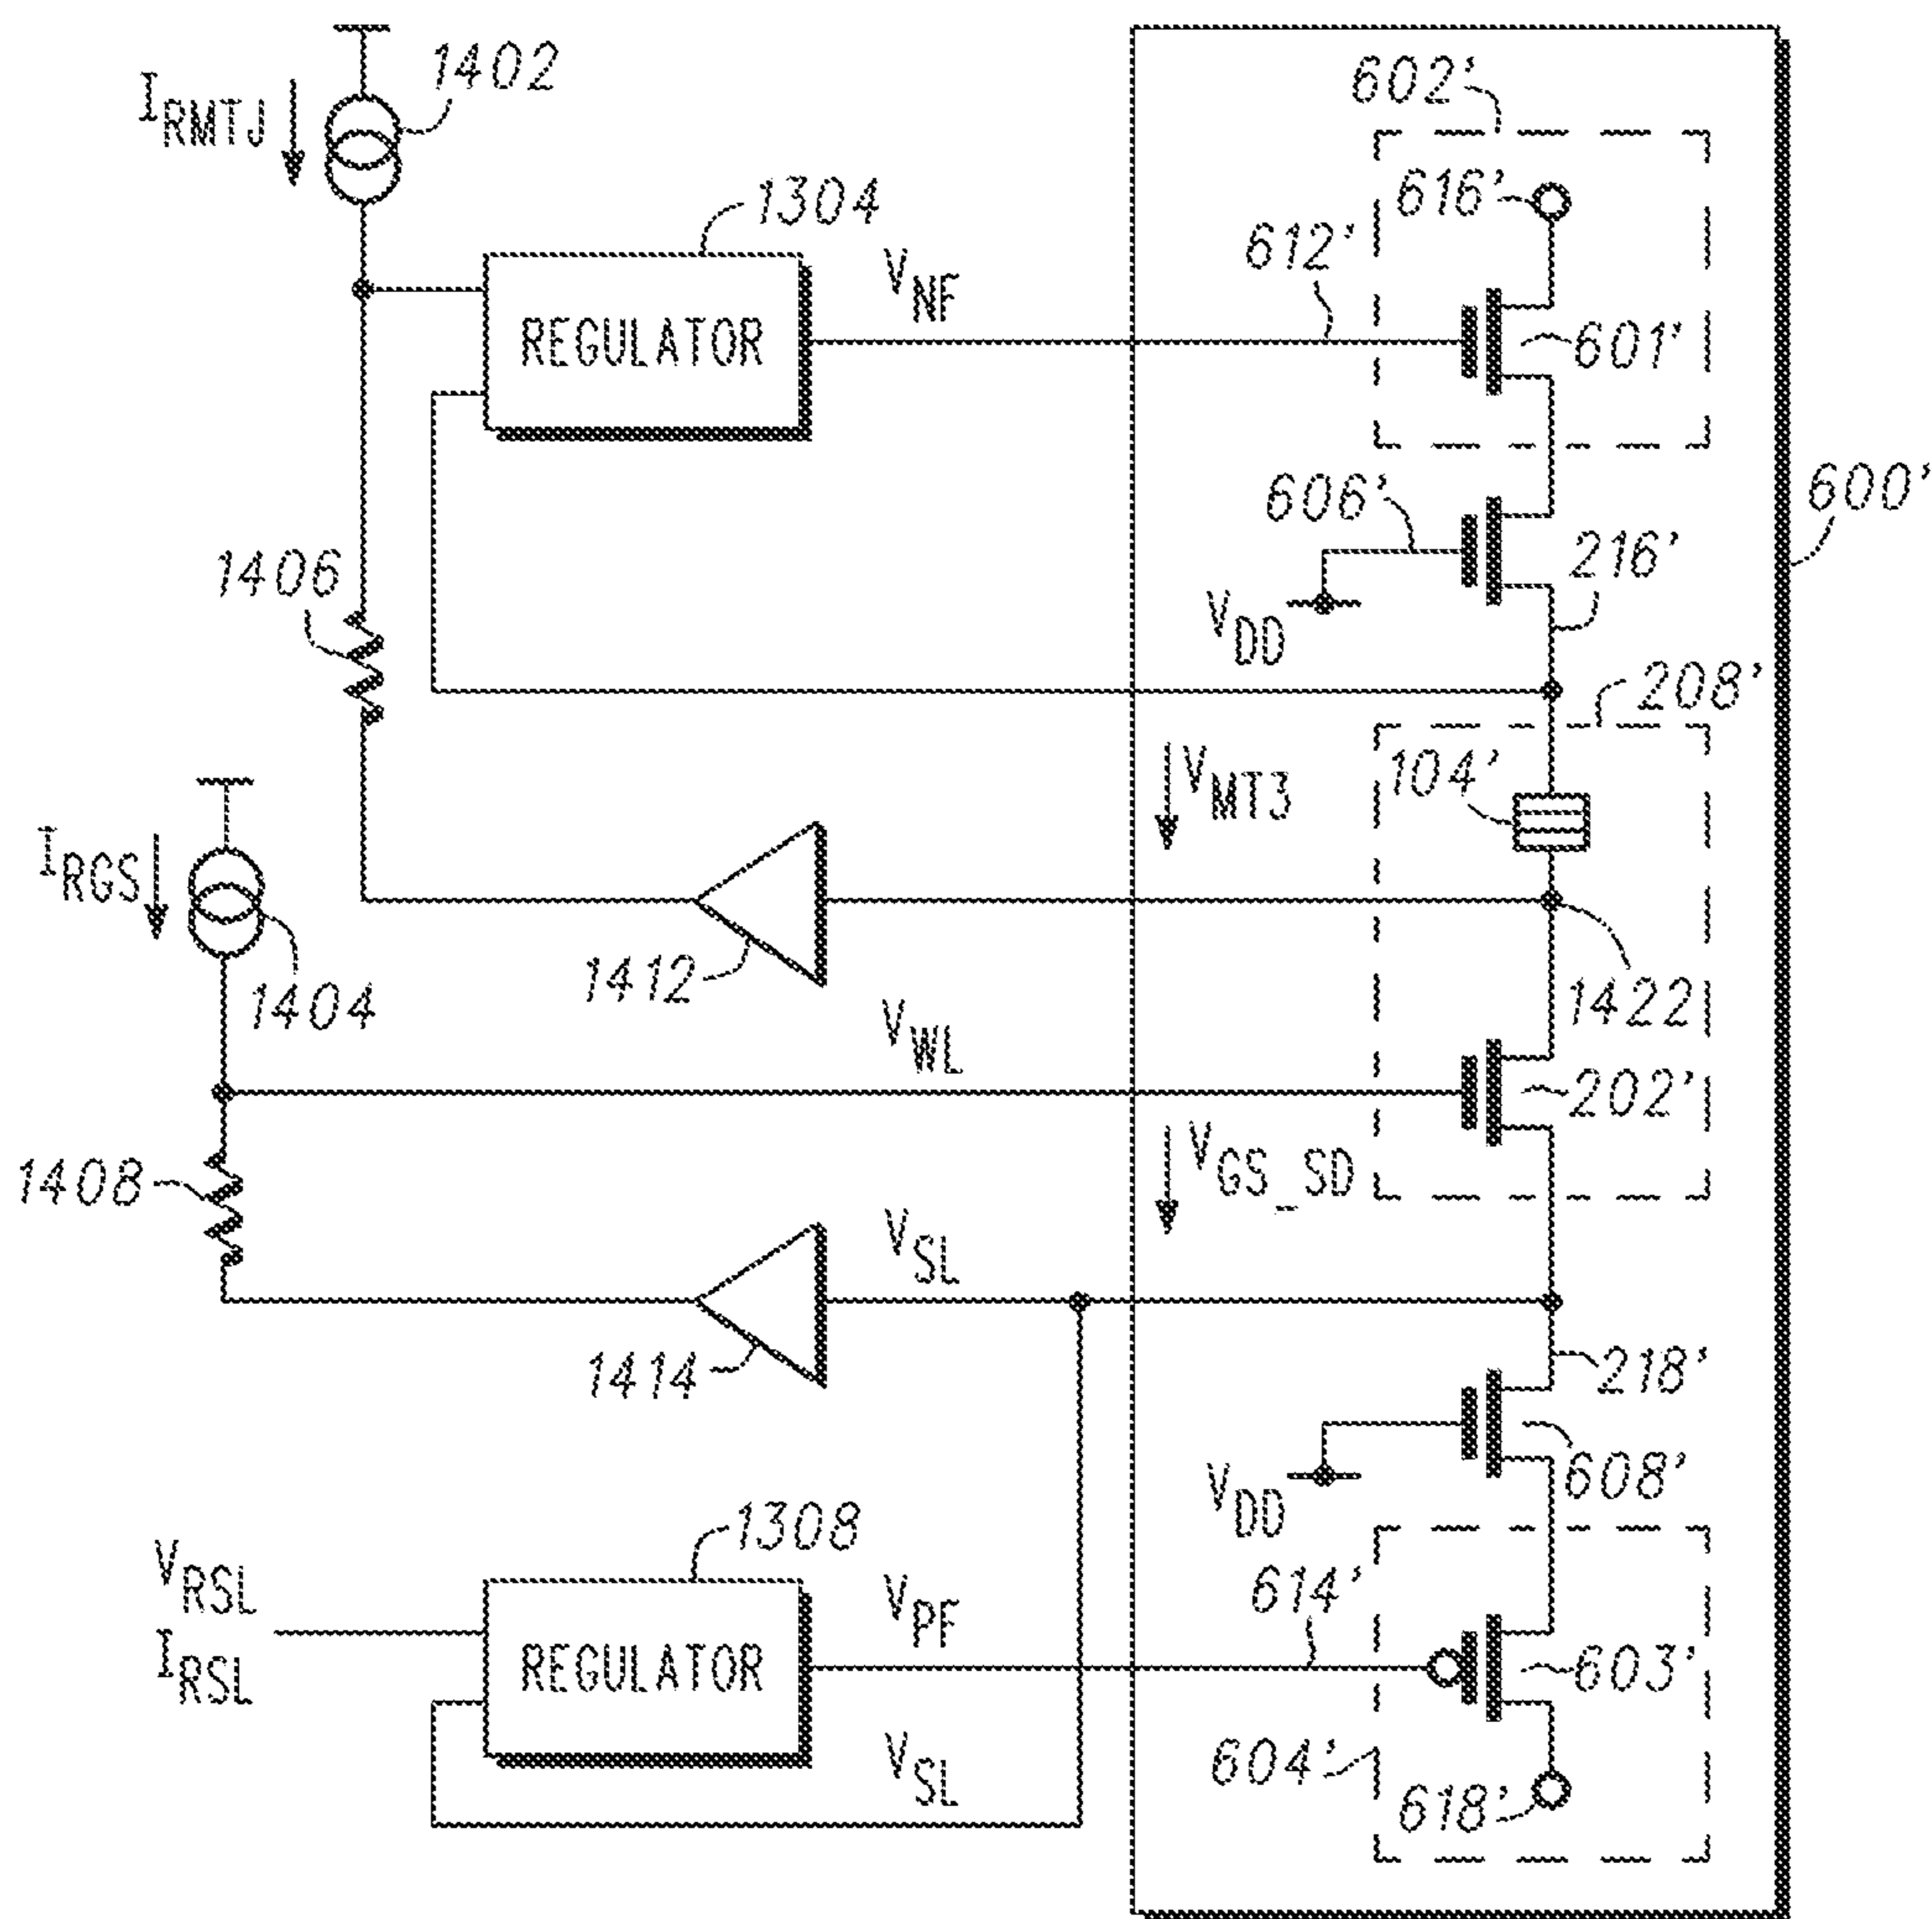 1402
602'
I_RMTJ
616'
1304
612'
V_NF
REGULATOR
601'
600'
606'
216'
1406
V_DD
208'
V_MT3
104'
I_RGS
1412
1404
1422
V_WL
202'
1408
V_GS_SD
V_SL
1414
218'
608'
V_DD
1308
V_RSL
614'
V_PF
I_RSL
REGULATOR
603'
V_SL
604'
618'